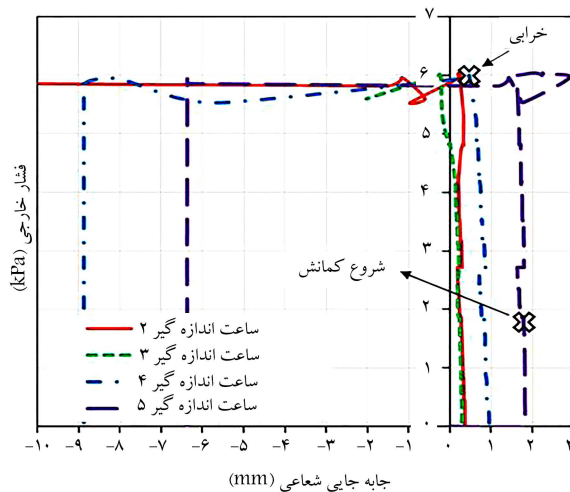 ۷
۶
۵
۴
۳
۲
۱
۰
خرابی
شروع کمانش
فشار خارجی (kPa)
ساعت اندازه گیر ۲
ساعت اندازه گیر ۳
ساعت اندازه گیر ۴
ساعت اندازه گیر ۵
-۱۰ -۹ -۸ -۷ -۶ -۵ -۴ -۳ -۲ -۱ ۰ ۱ ۲ ۳
جابه جایی شعاعی (mm)